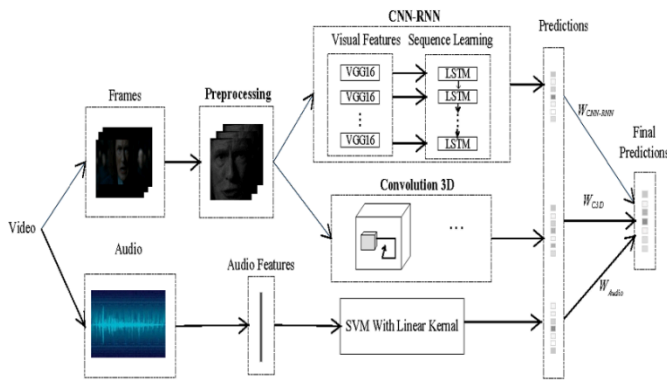 CNN-RNN
Predictions
Visual Features Sequence Learning
VGG16
LSTM
VGG16
LSTM
VGG16
LSTM
Frames
Preprocessing
W_CNN-RNN
Final
Predictions
Convolution 3D
...
W_C3D
Video
Audio
Audio Features
SVM With Linear Kernal
W_Audio